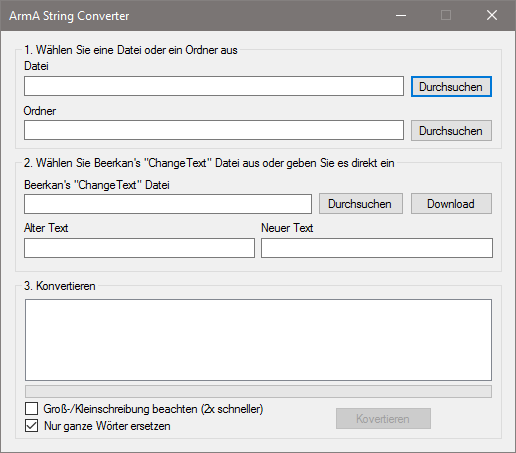 ArmA String Converter
1. Wählen Sie eine Datei oder ein Ordner aus
Datei
Durchsuchen
Ordner
Durchsuchen
2. Wählen Sie Beerkan's "ChangeText" Datei aus oder geben Sie es direkt ein
Beerkan's "ChangeText" Datei
Durchsuchen Download
Alter Text Neuer Text
3. Konvertieren
Groß-/Kleinschreibung beachten (2x schneller)
Nur ganze Wörter ersetzen
Kovertieren